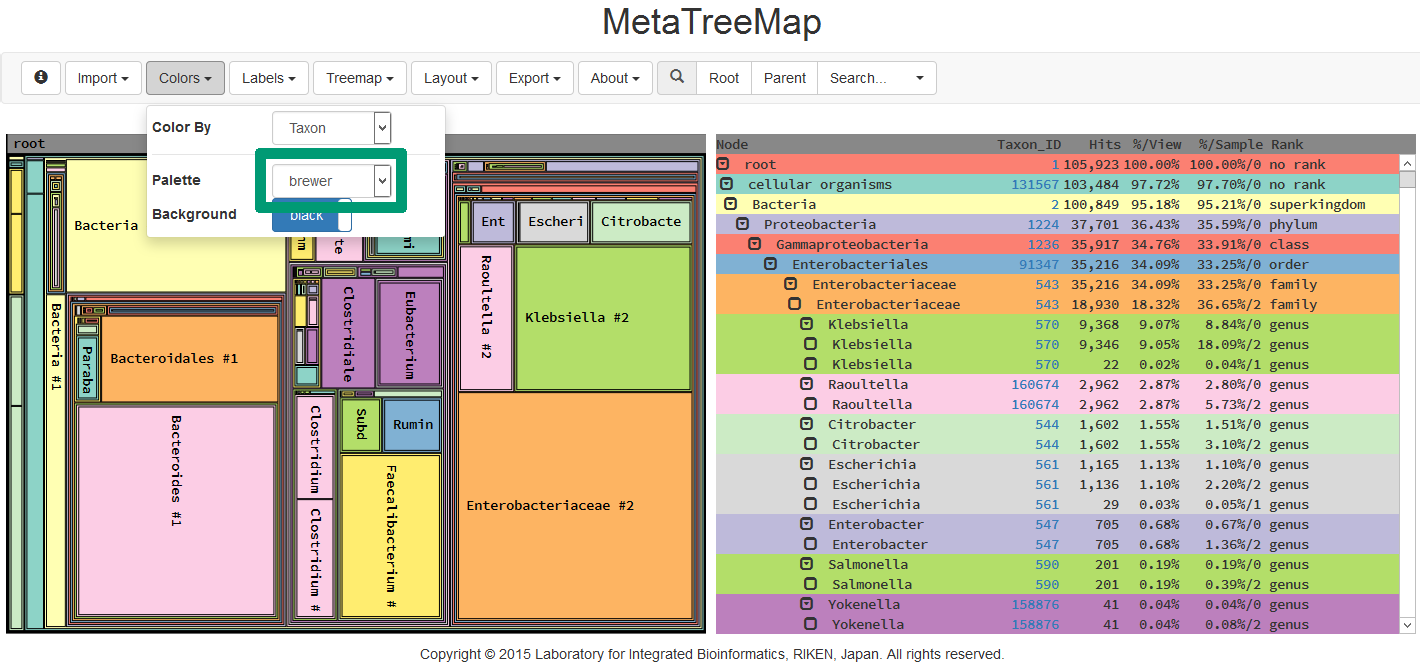 MetaTreeMap
Import Colors Labels Treemap Layout Export About Root Parent Search...
Color By Taxon
Palette brewer
Background black
root
Bacteria
Bacteria #1
Paraba
Bacteroidales #1
Bacteroides #1
te
mi
Clostridiale
Eubacterium
Clostridium
Clostridium #
Subd
Rumin
Faecalibacterium #
Ent
Escheri
Citrobacte
Raoultella #2
Klebsiella #2
Enterobacteriaceae #2
Node Taxon_ID Hits %/View %/Sample Rank
root 1 105,923 100.00% 100.00%/0 no rank
cellular organisms 131567 103,484 97.72% 97.70%/0 no rank
Bacteria 2 100,849 95.18% 95.21%/0 superkingdom
Proteobacteria 1224 37,701 36.43% 35.59%/0 phylum
Gammaproteobacteria 1236 35,917 34.76% 33.91%/0 class
Enterobacteriales 91347 35,216 34.09% 33.25%/0 order
Enterobacteriaceae 543 35,216 34.09% 33.25%/0 family
Enterobacteriaceae 543 18,930 18.32% 36.65%/2 family
Klebsiella 570 9,368 9.07% 8.84%/0 genus
Klebsiella 570 9,346 9.05% 18.09%/2 genus
Klebsiella 570 22 0.02% 0.04%/1 genus
Raoultella 160674 2,962 2.87% 2.80%/0 genus
Raoultella 160674 2,962 2.87% 5.73%/2 genus
Citrobacter 544 1,602 1.55% 1.51%/0 genus
Citrobacter 544 1,602 1.55% 3.10%/2 genus
Escherichia 561 1,165 1.13% 1.10%/0 genus
Escherichia 561 1,136 1.10% 2.20%/2 genus
Escherichia 561 29 0.03% 0.05%/1 genus
Enterobacter 547 705 0.68% 0.67%/0 genus
Enterobacter 547 705 0.68% 1.36%/2 genus
Salmonella 590 201 0.19% 0.19%/0 genus
Salmonella 590 201 0.19% 0.39%/2 genus
Yokenella 158876 41 0.04% 0.04%/0 genus
Yokenella 158876 41 0.04% 0.08%/2 genus
Copyright © 2015 Laboratory for Integrated Bioinformatics, RIKEN, Japan. All rights reserved.